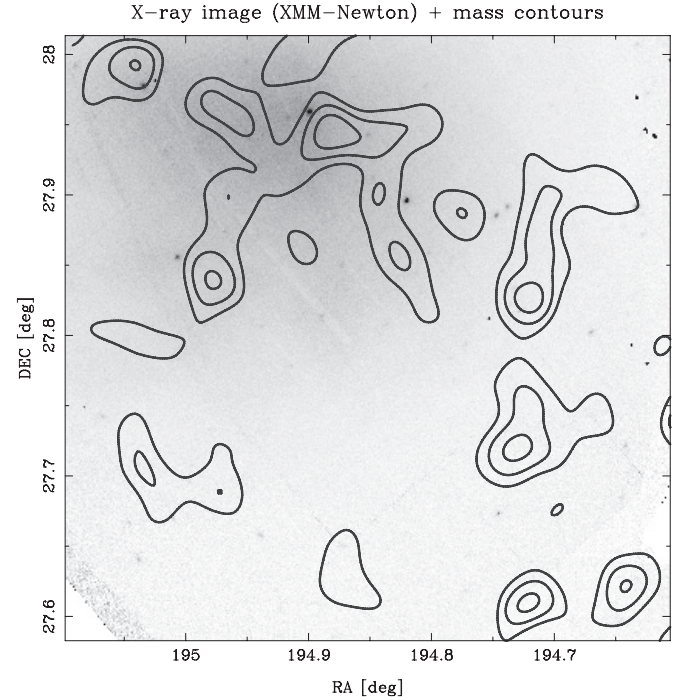 X-ray image (XMM-Newton) + mass contours
28
27.9
27.8
27.7
27.6
DEC [deg]
195 194.9 194.8 194.7
RA [deg]